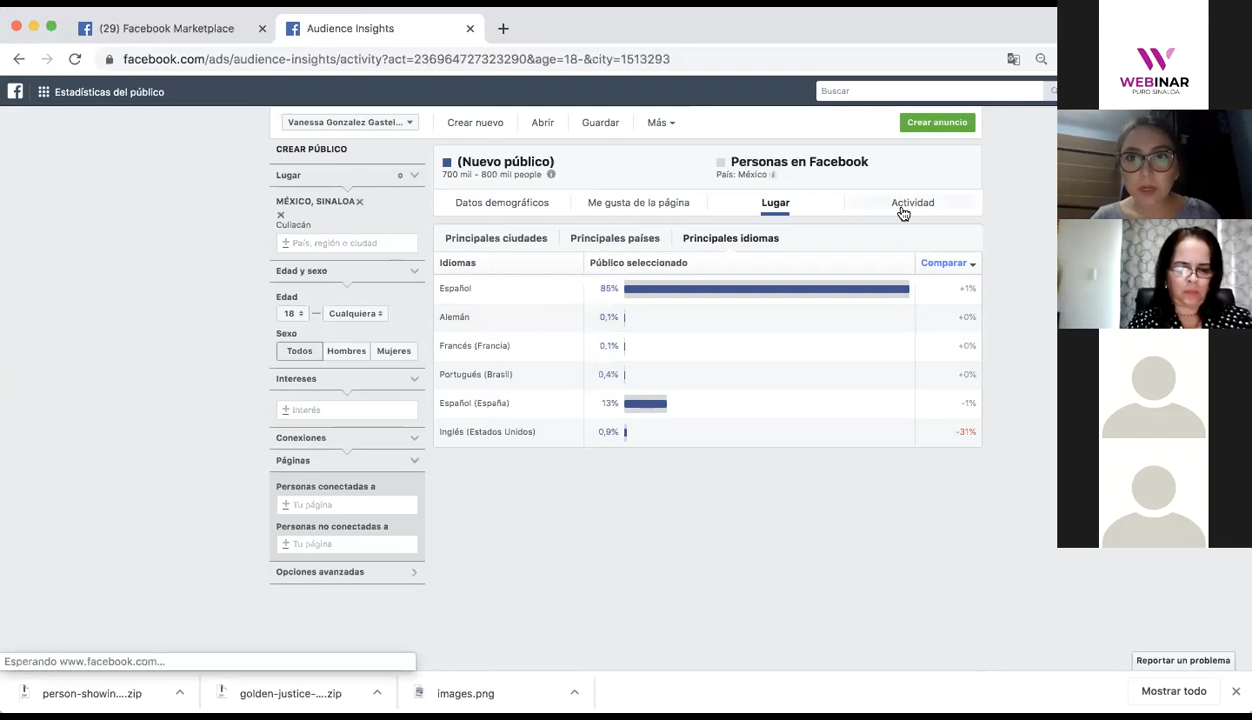 (29) Facebook Marketplace
Audience Insights
facebook.com/ads/audience-insights/activity?act=236964727323290&age=18-&city=1513293
Estadísticas del público
Buscar
Vanessa Gonzalez Gastel...
Crear nuevo
Abrir
Guardar
Más
Crear anuncio
CREAR PÚBLICO
Lugar 0
MÉXICO, SINALOA
Culiacán
País, región o ciudad
Edad y sexo
Edad
18 — Cualquiera
Sexo
Todos Hombres Mujeres
Intereses
Interés
Conexiones
Páginas
Personas conectadas a
Tu página
Personas no conectadas a
Tu página
Opciones avanzadas
(Nuevo público)
700 mil - 800 mil people
Personas en Facebook
País: México
Datos demográficos
Me gusta de la página
Lugar
Actividad
Principales ciudades
Principales países
Principales idiomas
Idiomas Público seleccionado Comparar
Español 85% +1%
Alemán 0,1% +0%
Francés (Francia) 0,1% +0%
Portugués (Brasil) 0,4% +0%
Español (España) 13% -1%
Inglés (Estados Unidos) 0,9% -31%
Reportar un problema
Esperando www.facebook.com...
person-showin....zip
golden-justice-....zip
images.png
Mostrar todo
WEBINAR
PURO SINALOA